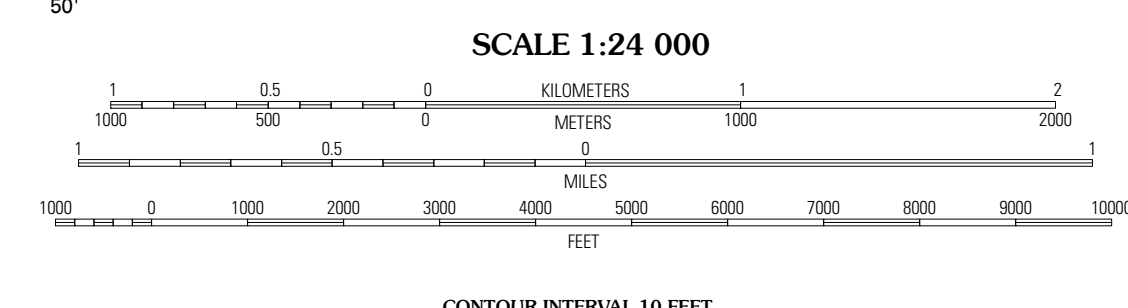 50'
SCALE 1:24 000
1 0.5 0 KILOMETERS 1 2
1000 500 0 METERS 1000 2000
1 0.5 0 1
MILES
1000 0 1000 2000 3000 4000 5000 6000 7000 8000 9000 10000
FEET
CONTOUR INTERVAL 10 FEET